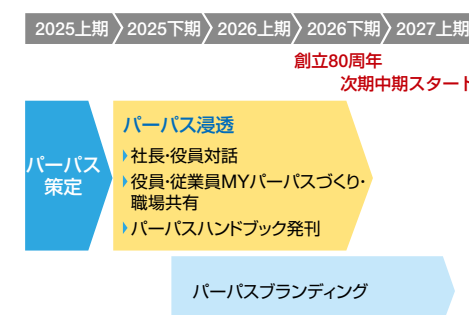 2025上期 2025下期 2026上期 2026下期 2027上期
創立80周年
次期中期スタート
パーパス
策定
パーパス浸透
社長・役員対話
役員・従業員MYパーパスづくり・
職場共有
パーパスハンドブック発刊
パーパスブランディング